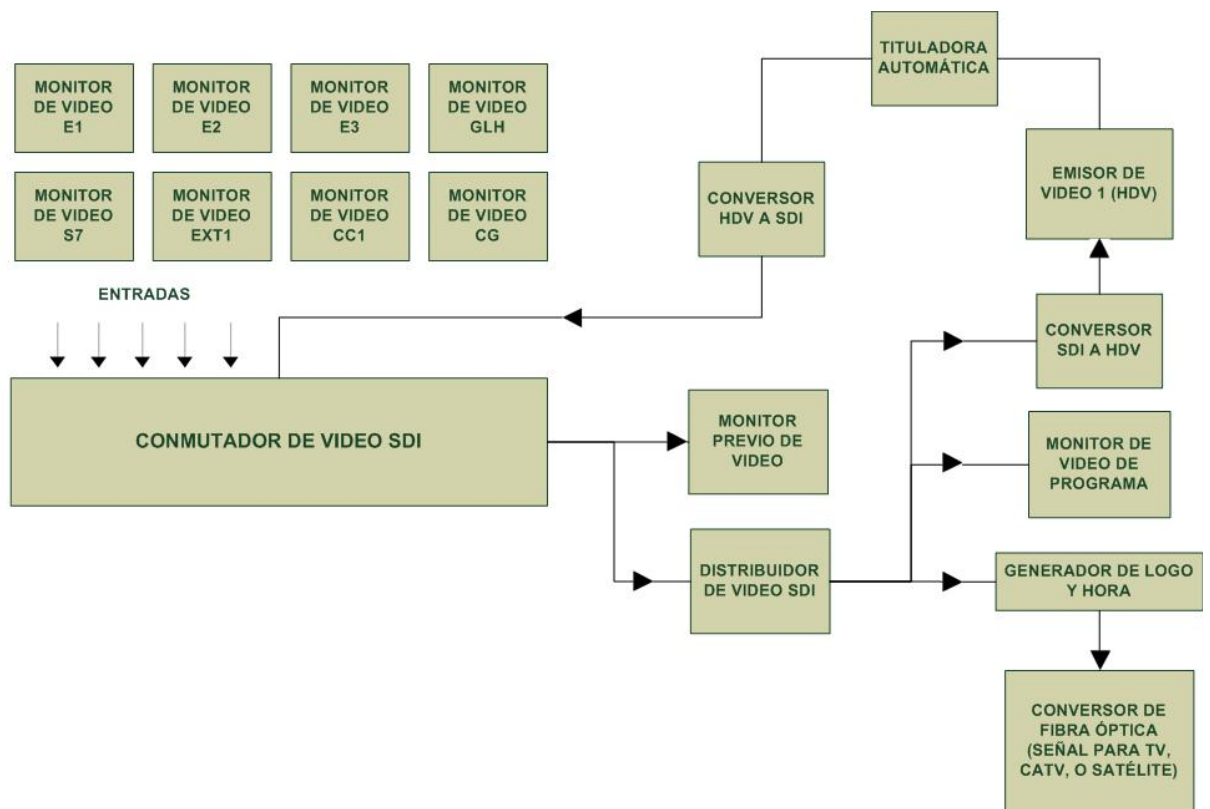 TITULADORA
AUTOMÁTICA
MONITOR
DE VIDEO
E1
MONITOR
DE VIDEO
E2
MONITOR
DE VIDEO
E3
MONITOR
DE VIDEO
GLH
EMISOR DE
VIDEO 1 (HDV)
CONVERSOR
HDV A SDI
MONITOR
DE VIDEO
S7
MONITOR
DE VIDEO
EXT1
MONITOR
DE VIDEO
CC1
MONITOR
DE VIDEO
CG
ENTRADAS
CONVERSOR
SDI A HDV
CONMUTADOR DE VIDEO SDI
MONITOR
PREVIO DE
VIDEO
MONITOR DE
VIDEO DE
PROGRAMA
DISTRIBUIDOR
DE VIDEO SDI
GENERADOR DE LOGO
Y HORA
CONVERSOR DE
FIBRA ÓPTICA
(SEÑAL PARA TV,
CATV, O SATÉLITE)